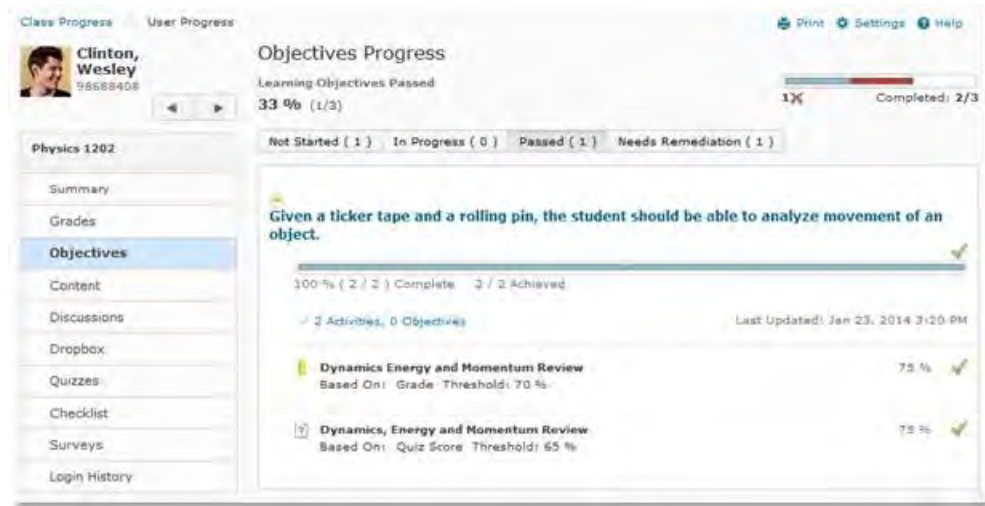 Class Progress User Progress
Print Settings Help
Clinton,
Wesley
98688408
Objectives Progress
Learning Objectives Passed
33 % (1/3)
1X Completed: 2/3
Not Started ( 1 ) In Progress ( 0 ) Passed ( 1 ) Needs Remediation ( 1 )
Physics 1202
Summary
Grades
Objectives
Content
Discussions
Dropbox
Quizzes
Checklist
Surveys
Login History
Given a ticker tape and a rolling pin, the student should be able to analyze movement of an
object.
100 % ( 2 / 2 ) Complete 2 / 2 Achieved
2 Activities, 0 Objectives Last Updated: Jan 23, 2014 3:20 PM
Dynamics Energy and Momentum Review 75 %
Based On: Grade Threshold: 70 %
Dynamics, Energy and Momentum Review 75 %
Based On: Quiz Score Threshold: 65 %